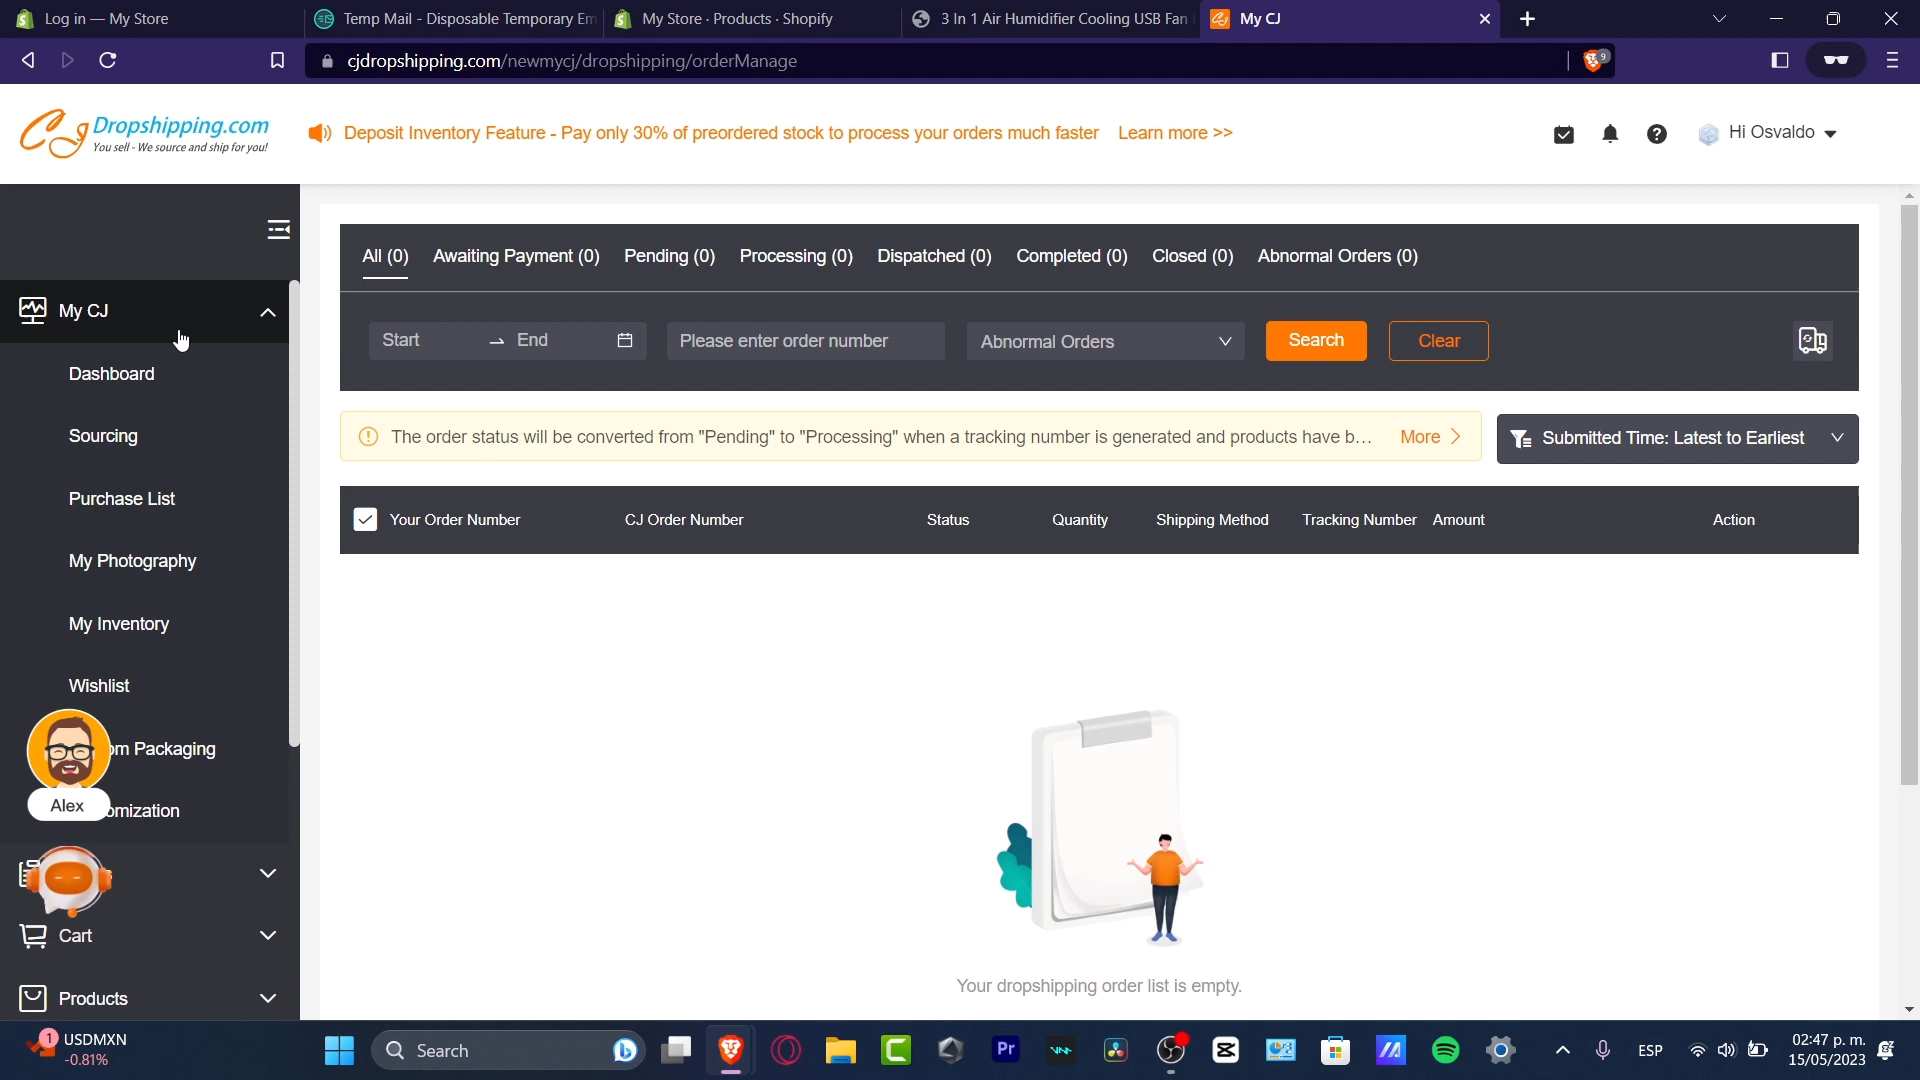 Log in — My Store
Temp Mail - Disposable Temporary Em
My Store · Products · Shopify
3 In 1 Air Humidifier Cooling USB Fan
My CJ
cjdropshipping.com/newmycj/dropshipping/orderManage
9
Dropshipping.com
You sell - We source and ship for you!
Deposit Inventory Feature - Pay only 30% of preordered stock to process your orders much faster Learn more >>
Hi Osvaldo
My CJ
Dashboard
Sourcing
Purchase List
My Photography
My Inventory
Wishlist
om Packaging
Alex
omization
Cart
Products
All (0) Awaiting Payment (0) Pending (0) Processing (0) Dispatched (0) Completed (0) Closed (0) Abnormal Orders (0)
Start → End Please enter order number Abnormal Orders Search Clear
The order status will be converted from "Pending" to "Processing" when a tracking number is generated and products have b... More >
Submitted Time: Latest to Earliest
Your Order Number CJ Order Number Status Quantity Shipping Method Tracking Number Amount Action
Your dropshipping order list is empty.
1
USDMXN
-0.81%
Search
Pr
ESP
02:47 p. m.
15/05/2023